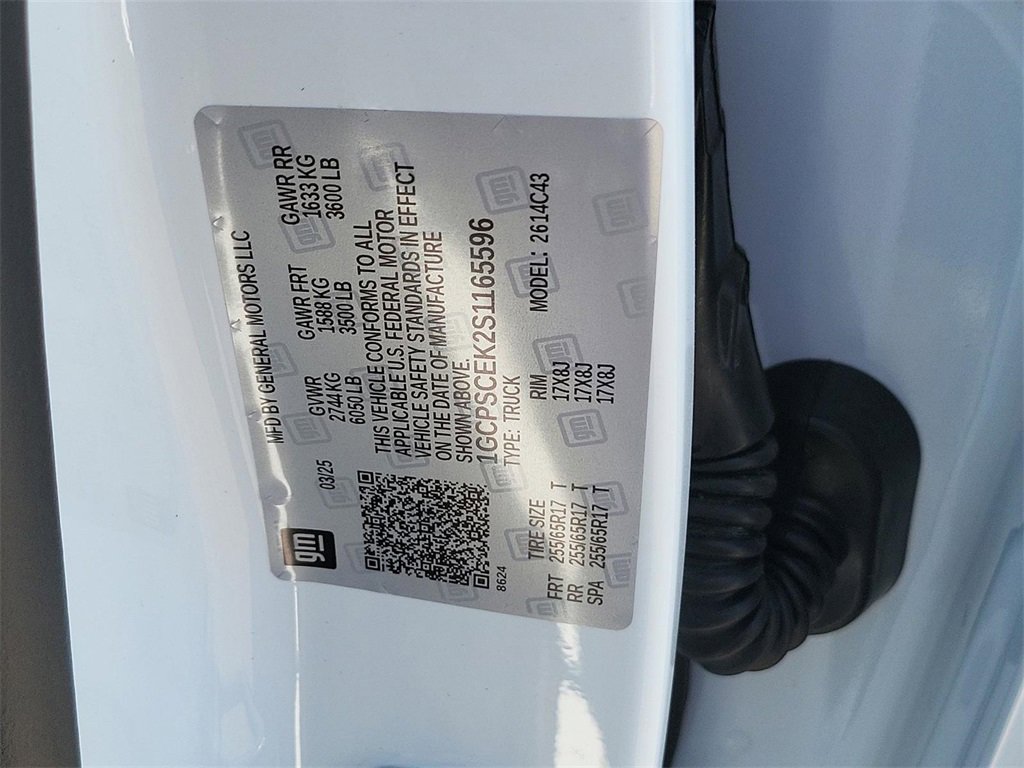 gm
MFD BY GENERAL MOTORS LLC
03/25
GVWR
2744 KG
6050 LB
GAWR FRT
1588 KG
3500 LB
GAWR RR
1633 KG
3600 LB
THIS VEHICLE CONFORMS TO ALL
APPLICABLE U.S. FEDERAL MOTOR
VEHICLE SAFETY STANDARDS IN EFFECT
ON THE DATE OF MANUFACTURE
SHOWN ABOVE.
1GCPSCEK2S1165596
TYPE: TRUCK
MODEL: 2614C43
8624
TIRE SIZE RIM
FRT 255/65R17 T 17X8J
RR 255/65R17 T 17X8J
SPA 255/65R17 T 17X8J